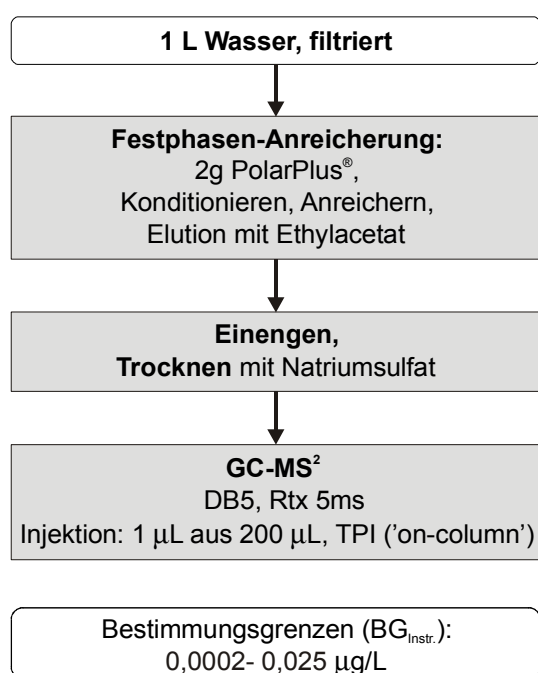 1 L Wasser, filtriert
Festphasen-Anreicherung:
2g PolarPlus®,
Konditionieren, Anreichern,
Elution mit Ethylacetat
Einengen,
Trocknen mit Natriumsulfat
GC-MS²
DB5, Rtx 5ms
Injektion: 1 µL aus 200 µL, TPI ('on-column')
Bestimmungsgrenzen (BG_Instr.):
0,0002- 0,025 µg/L